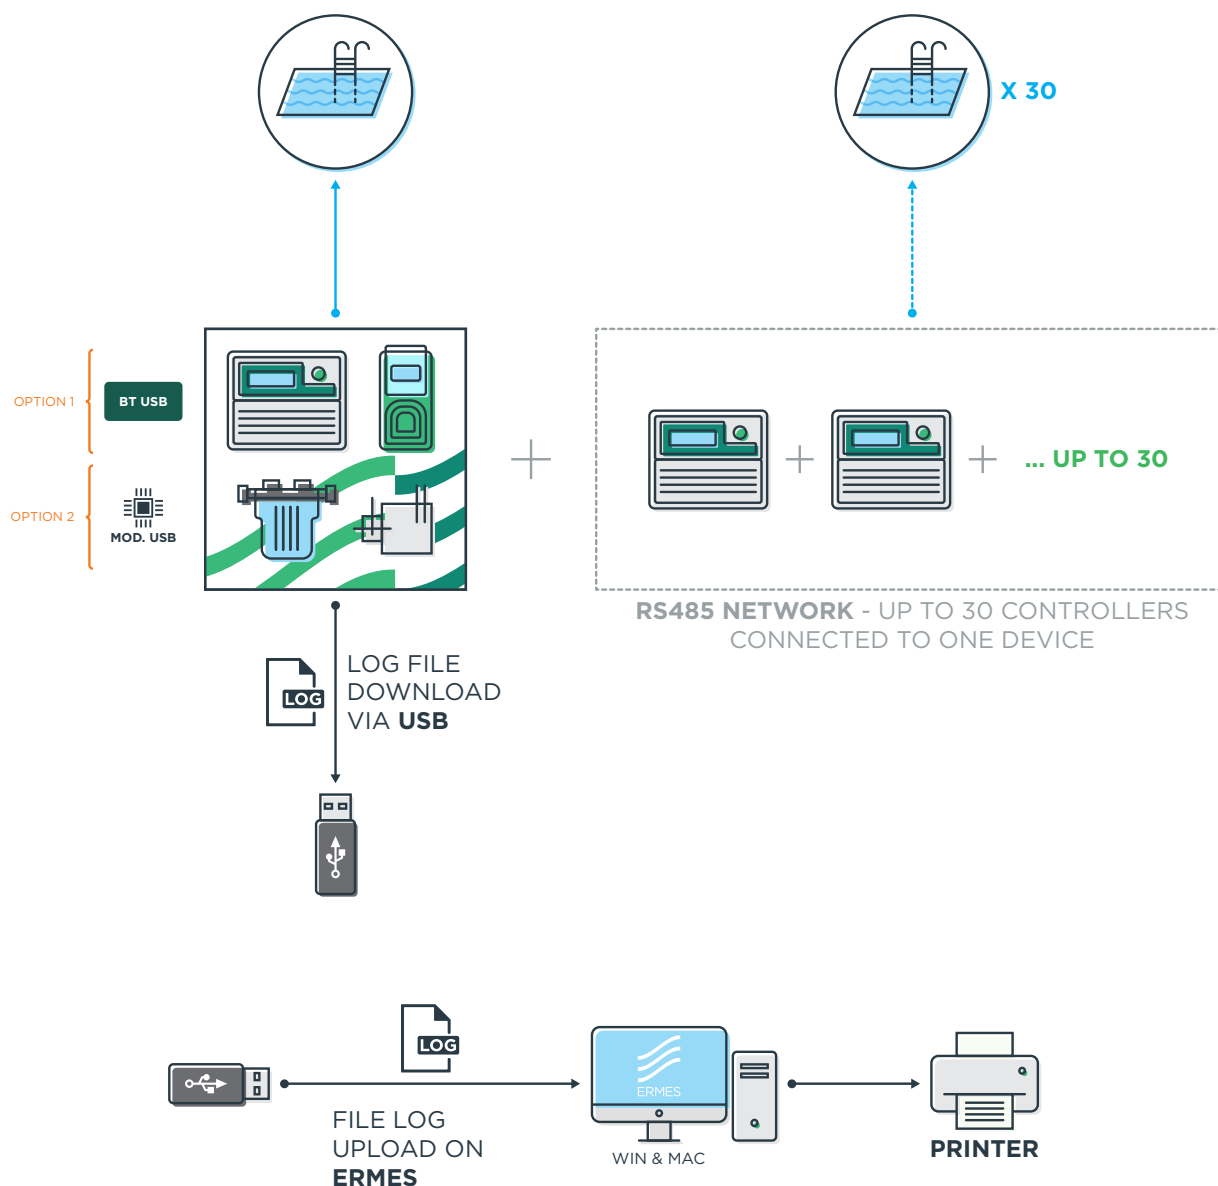 X 30
OPTION 1
BT USB
OPTION 2
MOD. USB
... UP TO 30
RS485 NETWORK - UP TO 30 CONTROLLERS
CONNECTED TO ONE DEVICE
LOG
LOG FILE
DOWNLOAD
VIA USB
LOG
FILE LOG
UPLOAD ON
ERMES
ERMES
WIN & MAC
PRINTER